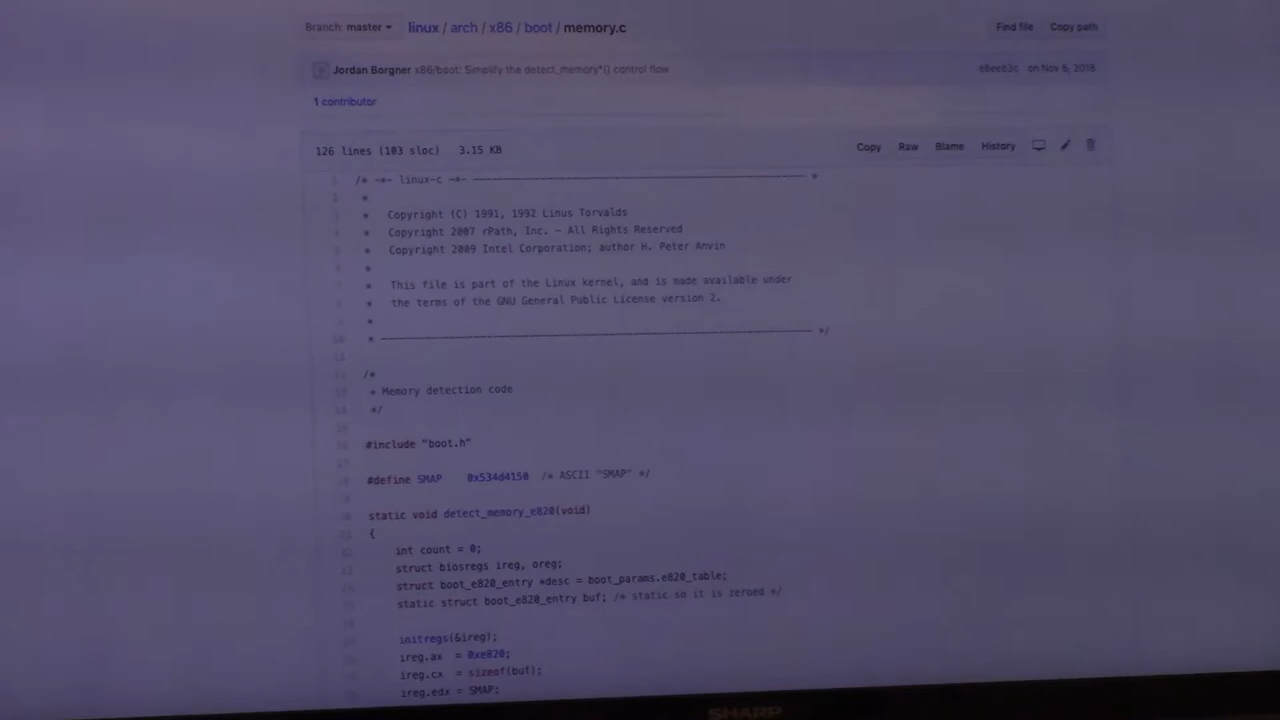 Branch: master
linux / arch / x86 / boot / memory.c
Find file Copy path
Jordan Borgner x86/boot: Simplify the detect_memory*() control flow
e8eeb3c on Nov 6, 2018
1 contributor
126 lines (103 sloc) 3.15 KB
Copy Raw Blame History
/* -*- linux-c -*- ------------------------------------------------------- *
*
* Copyright (C) 1991, 1992 Linus Torvalds
* Copyright 2007 rPath, Inc. - All Rights Reserved
* Copyright 2009 Intel Corporation; author H. Peter Anvin
*
* This file is part of the Linux kernel, and is made available under
* the terms of the GNU General Public License version 2.
*
* ----------------------------------------------------------------------- */
/*
* Memory detection code
*/
#include "boot.h"
#define SMAP 0x534d4150 /* ASCII "SMAP" */
static void detect_memory_e820(void)
{
int count = 0;
struct biosregs ireg, oreg;
struct boot_e820_entry *desc = boot_params.e820_table;
static struct boot_e820_entry buf; /* static so it is zeroed */
initregs(&ireg);
ireg.ax = 0xe820;
ireg.cx = sizeof(buf);
ireg.edx = SMAP;
SHARP